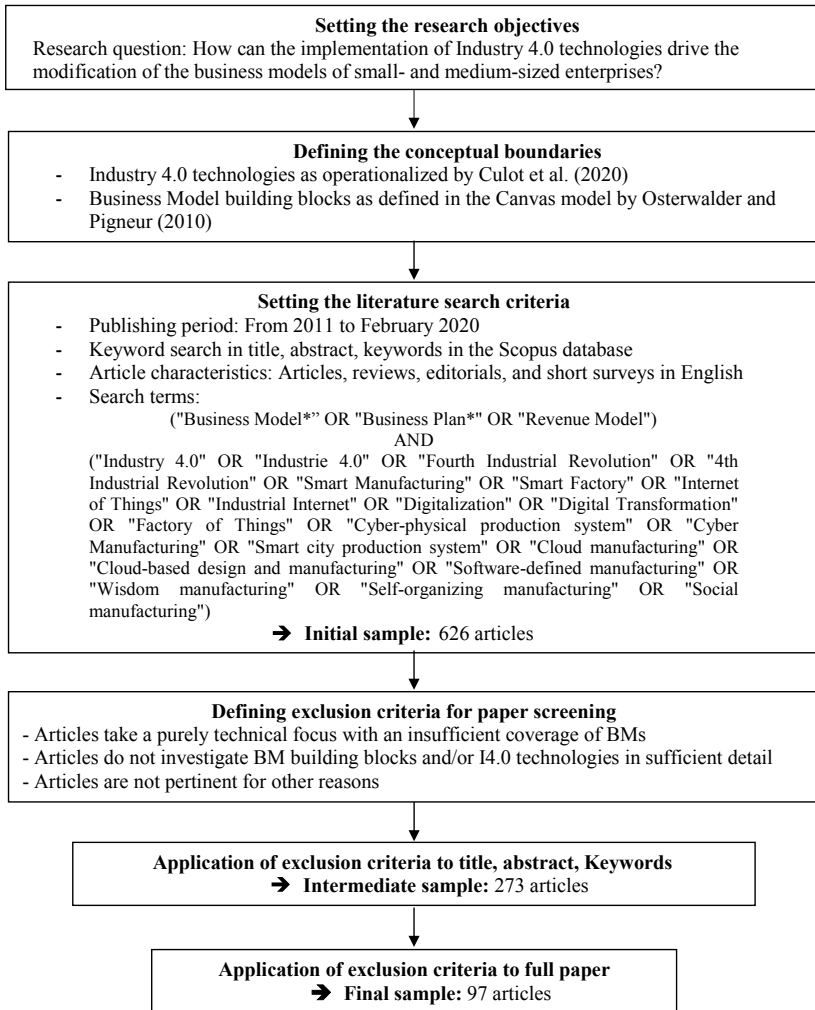 Setting the research objectives
Research question: How can the implementation of Industry 4.0 technologies drive the
modification of the business models of small- and medium-sized enterprises?
Defining the conceptual boundaries
- Industry 4.0 technologies as operationalized by Culot et al. (2020)
- Business Model building blocks as defined in the Canvas model by Osterwalder and
Pigneur (2010)
Setting the literature search criteria
- Publishing period: From 2011 to February 2020
- Keyword search in title, abstract, keywords in the Scopus database
- Article characteristics: Articles, reviews, editorials, and short surveys in English
- Search terms:
("Business Model*” OR "Business Plan*" OR "Revenue Model")
AND
("Industry 4.0" OR "Industrie 4.0" OR "Fourth Industrial Revolution" OR "4th
Industrial Revolution" OR "Smart Manufacturing" OR "Smart Factory" OR "Internet
of Things" OR "Industrial Internet" OR "Digitalization" OR "Digital Transformation"
OR "Factory of Things" OR "Cyber-physical production system" OR "Cyber
Manufacturing" OR "Smart city production system" OR "Cloud manufacturing" OR
"Cloud-based design and manufacturing" OR "Software-defined manufacturing" OR
"Wisdom manufacturing" OR "Self-organizing manufacturing" OR "Social
manufacturing")
➔ Initial sample: 626 articles
Defining exclusion criteria for paper screening
- Articles take a purely technical focus with an insufficient coverage of BMs
- Articles do not investigate BM building blocks and/or I4.0 technologies in sufficient detail
- Articles are not pertinent for other reasons
Application of exclusion criteria to title, abstract, Keywords
➔ Intermediate sample: 273 articles
Application of exclusion criteria to full paper
➔ Final sample: 97 articles